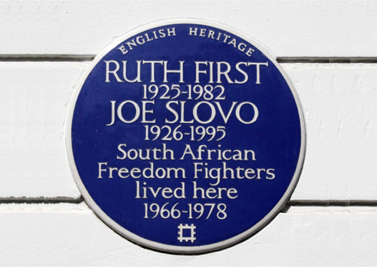 ENGLISH HERITAGE
RUTH FIRST
1925-1982
JOE SLOVO
1926-1995
South African
Freedom Fighters
lived here
1966-1978